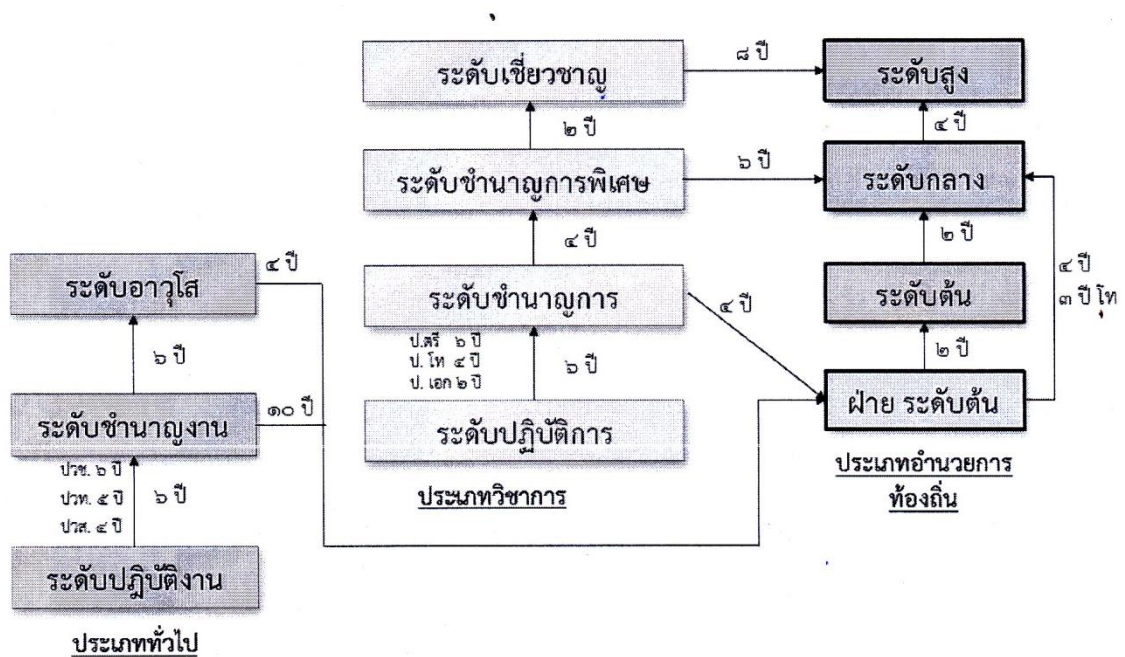 ระดับเชี่ยวชาญ
๘ ปี
ระดับสูง
๒ ปี
๔ ปี
ระดับชำนาญการพิเศษ
๖ ปี
ระดับกลาง
๔ ปี
๒ ปี
ระดับอาวุโส
๔ ปี
ระดับชำนาญการ
๔ ปี
ระดับต้น
๔ ปี
๓ ปี โท
๖ ปี
ป.ตรี ๖ ปี
ป. โท ๔ ปี
ป. เอก ๒ ปี
๖ ปี
๒ ปี
ระดับชำนาญงาน
๑๐ ปี
ระดับปฏิบัติการ
ฝ่าย ระดับต้น
ปวช. ๖ ปี
ปวท. ๕ ปี
ปวส. ๔ ปี
๖ ปี
ประเภทวิชาการ
ประเภทอำนวยการ
ท้องถิ่น
ระดับปฏิบัติงาน
ประเภททั่วไป